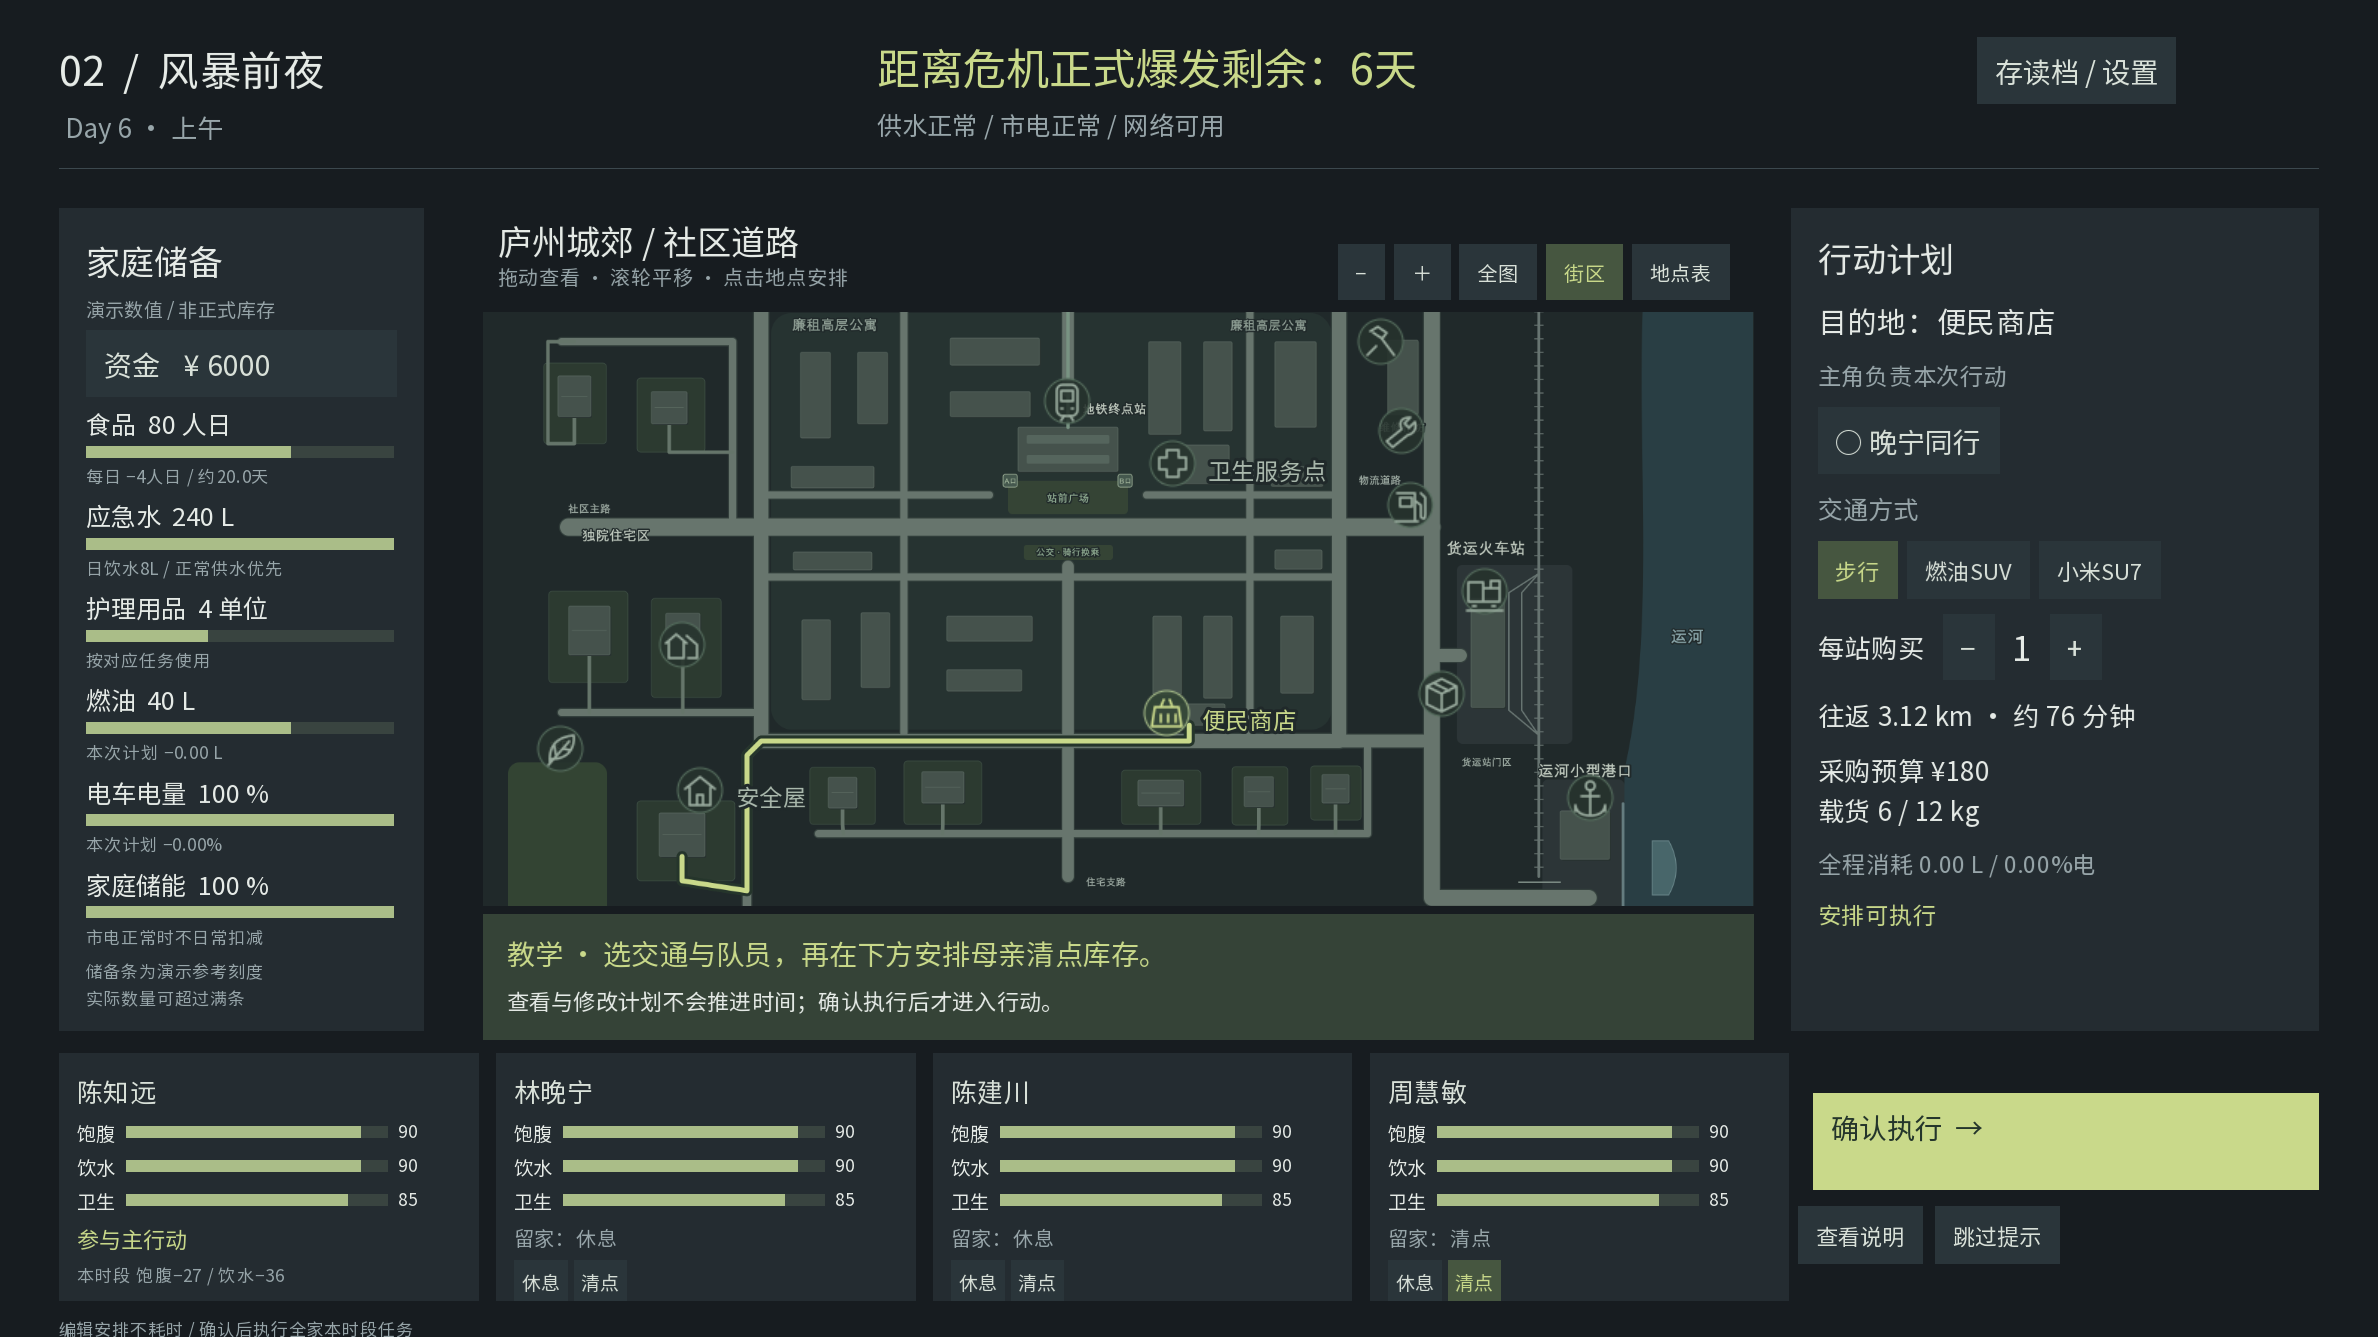 02 / 风暴前夜
Day 6 · 上午
距离危机正式爆发剩余：6天
供水正常 / 市电正常 / 网络可用
存读档 / 设置
家庭储备
演示数值 / 非正式库存
资金 ¥ 6000
食品 80 人日
每日 −4人日 / 约20.0天
应急水 240 L
日饮水8L / 正常供水优先
护理用品 4 单位
按对应任务使用
燃油 40 L
本次计划 −0.00 L
电车电量 100 %
本次计划 −0.00%
家庭储能 100 %
市电正常时不日常扣减
储备条为演示参考刻度
实际数量可超过满条
庐州城郊 / 社区道路
拖动查看 · 滚轮平移 · 点击地点安排
−
+
全图
街区
地点表
廉租高层公寓
廉租高层公寓
地铁终点站
卫生服务点
A口
B口
站前广场
物流道路
社区主路
独院住宅区
公交 · 骑行换乘
货运火车站
运河
便民商店
货运站门区
运河小型港口
安全屋
住宅支路
教学 · 选交通与队员，再在下方安排母亲清点库存。
查看与修改计划不会推进时间；确认执行后才进入行动。
行动计划
目的地：便民商店
主角负责本次行动
○ 晚宁同行
交通方式
步行
燃油SUV
小米SU7
每站购买 − 1 +
往返 3.12 km · 约 76 分钟
采购预算 ¥180
载货 6 / 12 kg
全程消耗 0.00 L / 0.00%电
安排可执行
陈知远
饱腹 90
饮水 90
卫生 85
参与主行动
本时段 饱腹−27 / 饮水−36
林晚宁
饱腹 90
饮水 90
卫生 85
留家：休息
休息 清点
陈建川
饱腹 90
饮水 90
卫生 85
留家：休息
休息 清点
周慧敏
饱腹 90
饮水 90
卫生 85
留家：清点
休息 清点
确认执行 →
查看说明
跳过提示
编辑安排不耗时 / 确认后执行全家本时段任务